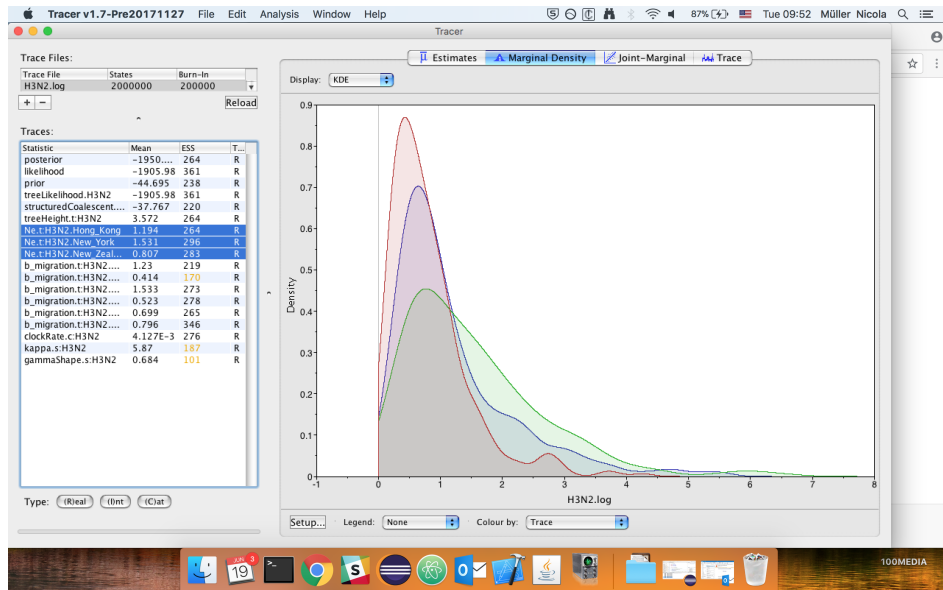 Tracer v1.7-Pre20171127 File Edit Analysis Window Help 87% Tue 09:52 Müller Nicola
Tracer
Trace Files:
Trace File States Burn-In
H3N2.log 2000000 200000
+ − Reload
Traces:
Statistic Mean ESS T...
posterior −1950.... 264 R
likelihood −1905.98 361 R
prior −44.695 238 R
treeLikelihood.H3N2 −1905.98 361 R
structuredCoalescent.... −37.767 220 R
treeHeight.t:H3N2 3.572 264 R
Ne.t:H3N2.Hong_Kong 1.194 264 R
Ne.t:H3N2.New_York 1.531 296 R
Ne.t:H3N2.New_Zeal... 0.807 283 R
b_migration.t:H3N2.... 1.23 219 R
b_migration.t:H3N2.... 0.414 170 R
b_migration.t:H3N2.... 1.533 273 R
b_migration.t:H3N2.... 0.523 278 R
b_migration.t:H3N2.... 0.699 265 R
b_migration.t:H3N2.... 0.796 346 R
clockRate.c:H3N2 4.127E-3 276 R
kappa.s:H3N2 5.87 187 R
gammaShape.s:H3N2 0.684 101 R
Type: (R)eal (I)nt (C)at
Estimates Marginal Density Joint-Marginal Trace
Display: KDE
0.9
0.8
0.7
0.6
0.5
0.4
0.3
0.2
0.1
0
Density
-1 0 1 2 3 4 5 6 7 8
H3N2.log
Setup... Legend: None Colour by: Trace
JUN 3
19
100MEDIA